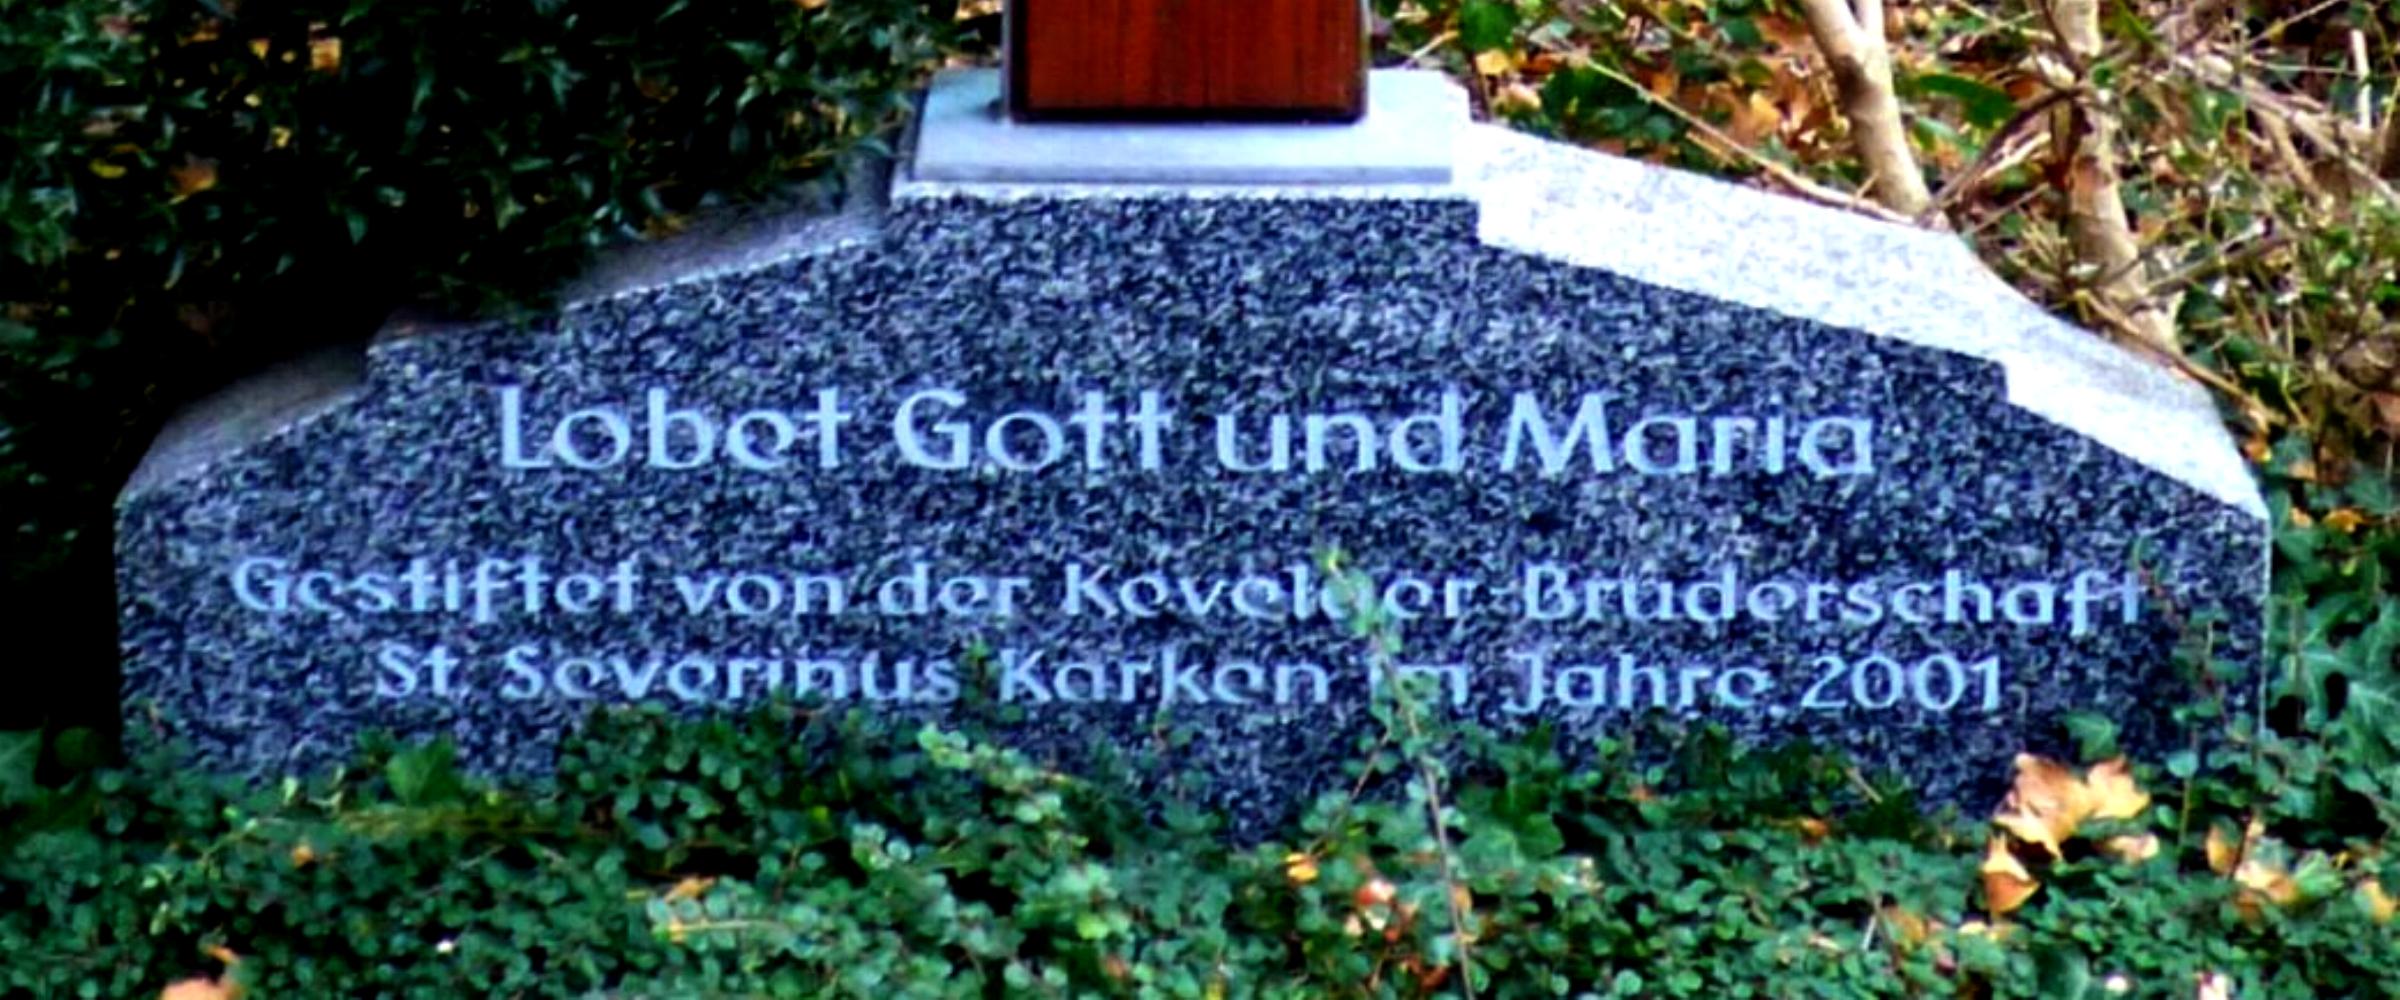 Lobet Gott und Maria
Gestiftet von der Kevelaer-Bruderschaft
St. Severinus Karken im Jahre 2001